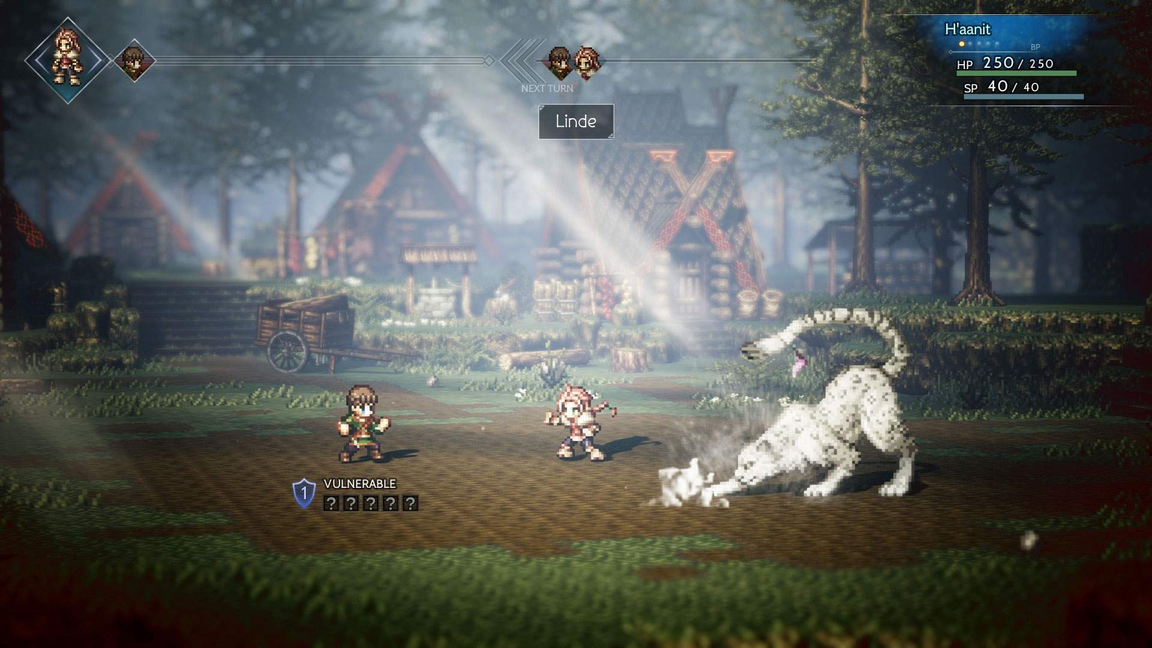 H'aanit
BP
HP 250 / 250
SP 40 / 40
NEXT TURN
Linde
1 VULNERABLE
? ? ? ? ?